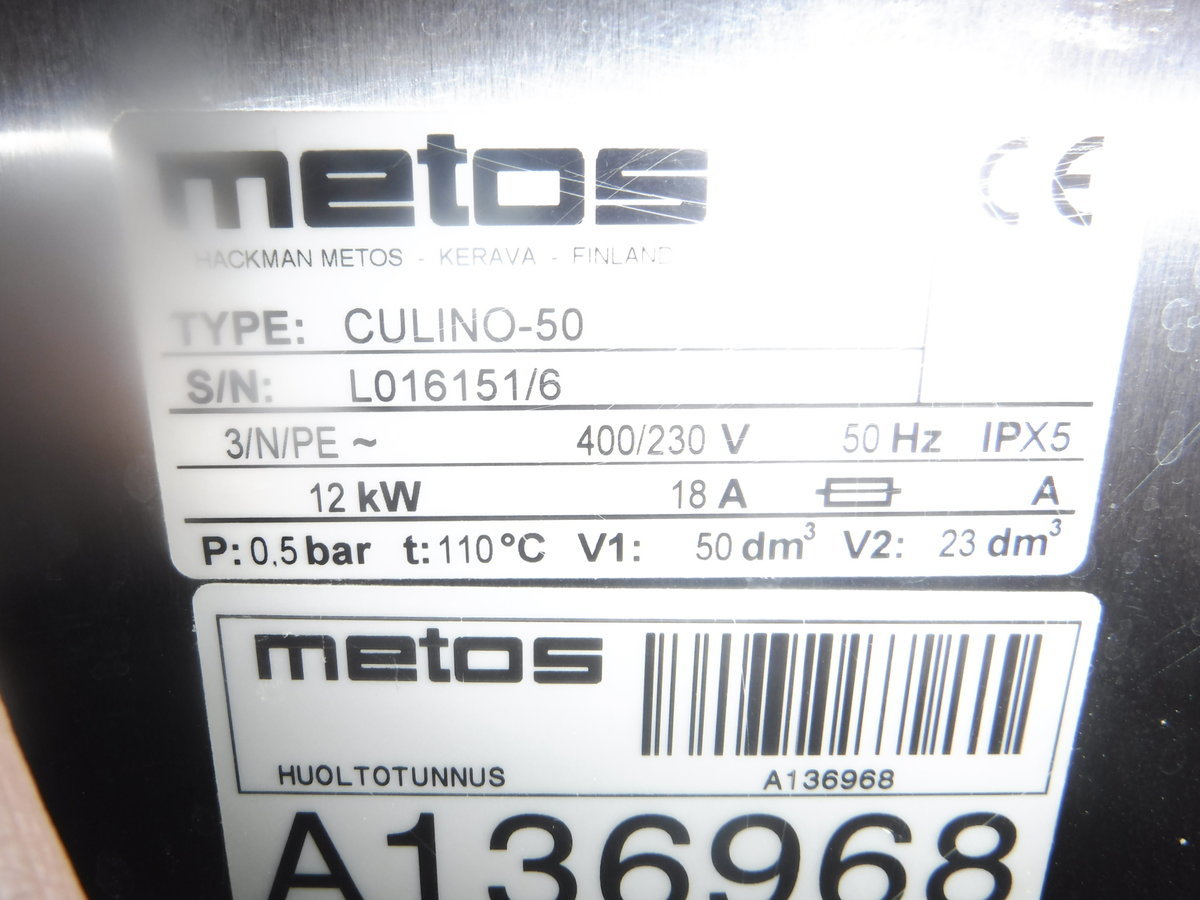 metos
CE
HACKMAN METOS - KERAVA - FINLAND
TYPE: CULINO-50
S/N: L016151/6
3/N/PE ~ 400/230 V 50 Hz IPX5
12 kW 18 A A
P: 0,5 bar t: 110 °C V1: 50 dm³ V2: 23 dm³
metos
HUOLTOTUNNUS A136968
A136968